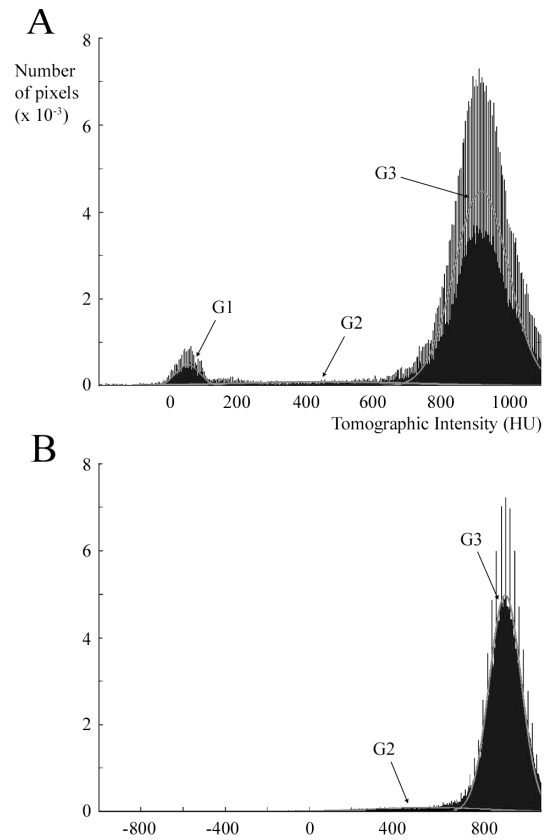 A
8
Number
of pixels
(x 10-3)
6
G3
4
2
G1
G2
0
0 200 400 600 800 1000
Tomographic Intensity (HU)
B
8
G3
6
4
2
G2
0
-800 -400 0 400 800